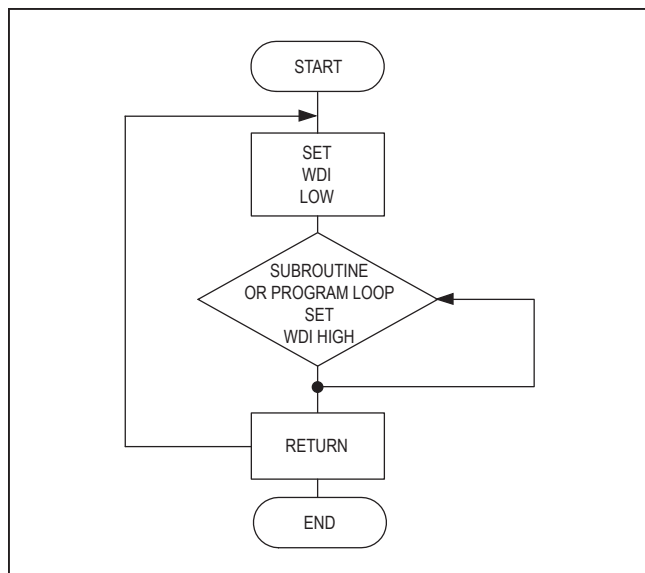 START
SET
WDI
LOW
SUBROUTINE
OR PROGRAM LOOP
SET
WDI HIGH
RETURN
END